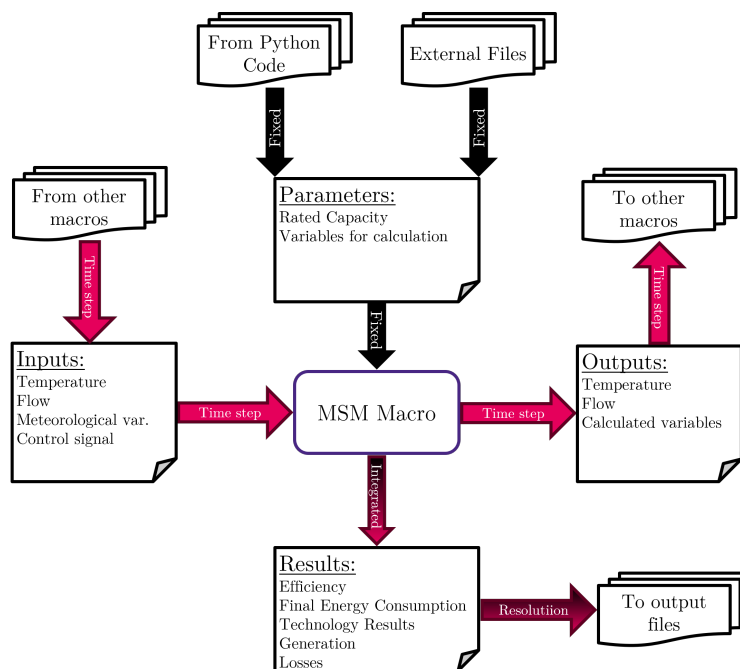 From Python
Code
External Files
Fixed
Fixed
Parameters:
Rated Capacity
Variables for calculation
From other
macros
To other
macros
Time step
Time step
Fixed
Inputs:
Temperature
Flow
Meteorological var.
Control signal
Time step
MSM Macro
Time step
Outputs:
Temperature
Flow
Calculated variables
Integrated
Results:
Efficiency
Final Energy Consumption
Technology Results
Generation
Losses
Resolutiion
To output
files